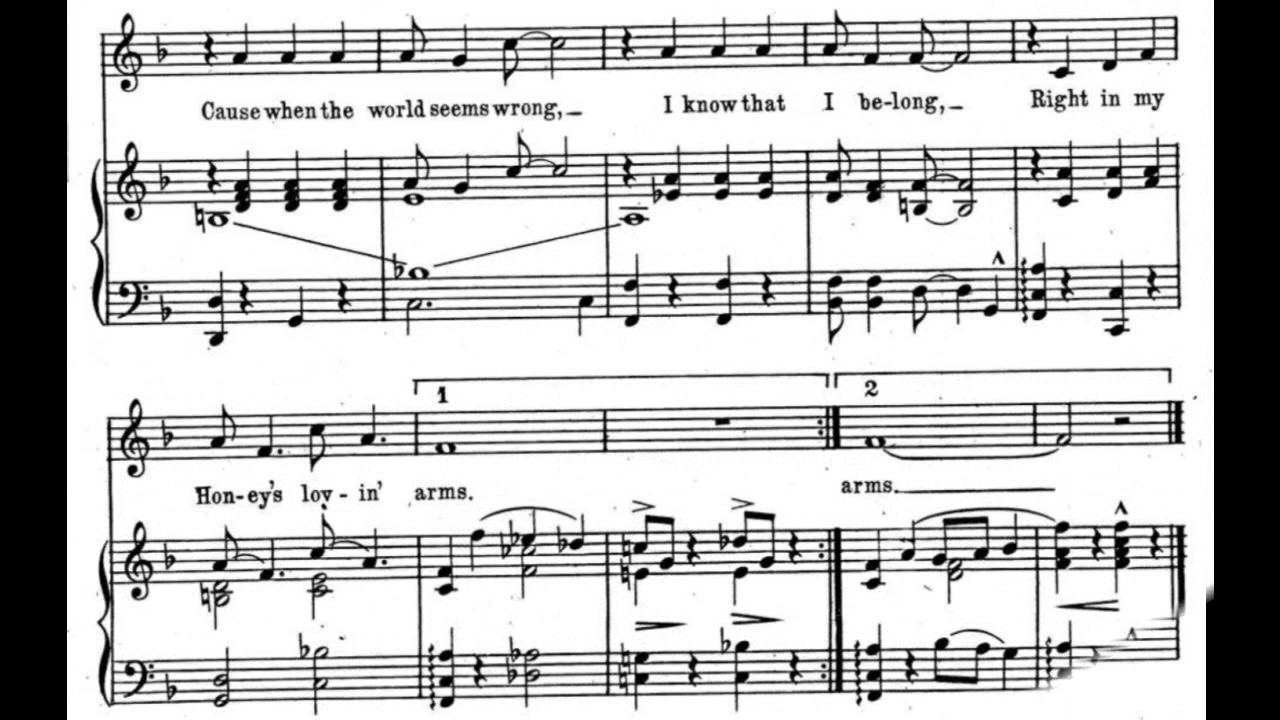 Cause when the world seems wrong, I know that I be-long, Right in my
1 2
Hon-ey's lov-in' arms. arms.